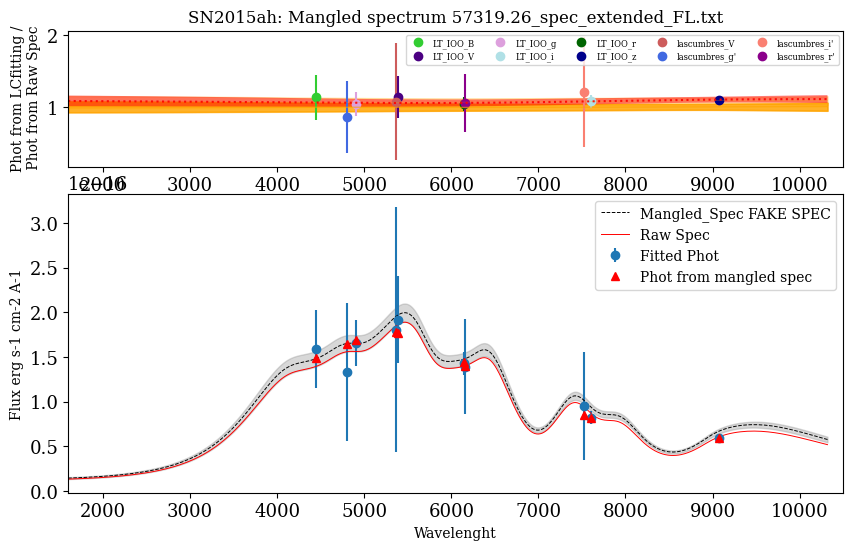 SN2015ah: Mangled spectrum 57319.26_spec_extended_FL.txt
Phot from LCfitting /
Phot from Raw Spec
2
1
LT_IOO_B LT_IOO_g LT_IOO_r lascumbres_V lascumbres_i'
LT_IOO_V LT_IOO_i LT_IOO_z lascumbres_g' lascumbres_r'
2000 3000 4000 5000 6000 7000 8000 9000 10000
1e−16
Flux erg s-1 cm-2 A-1
3.0
2.5
2.0
1.5
1.0
0.5
0.0
Mangled_Spec FAKE SPEC
Raw Spec
Fitted Phot
Phot from mangled spec
2000 3000 4000 5000 6000 7000 8000 9000 10000
Wavelenght